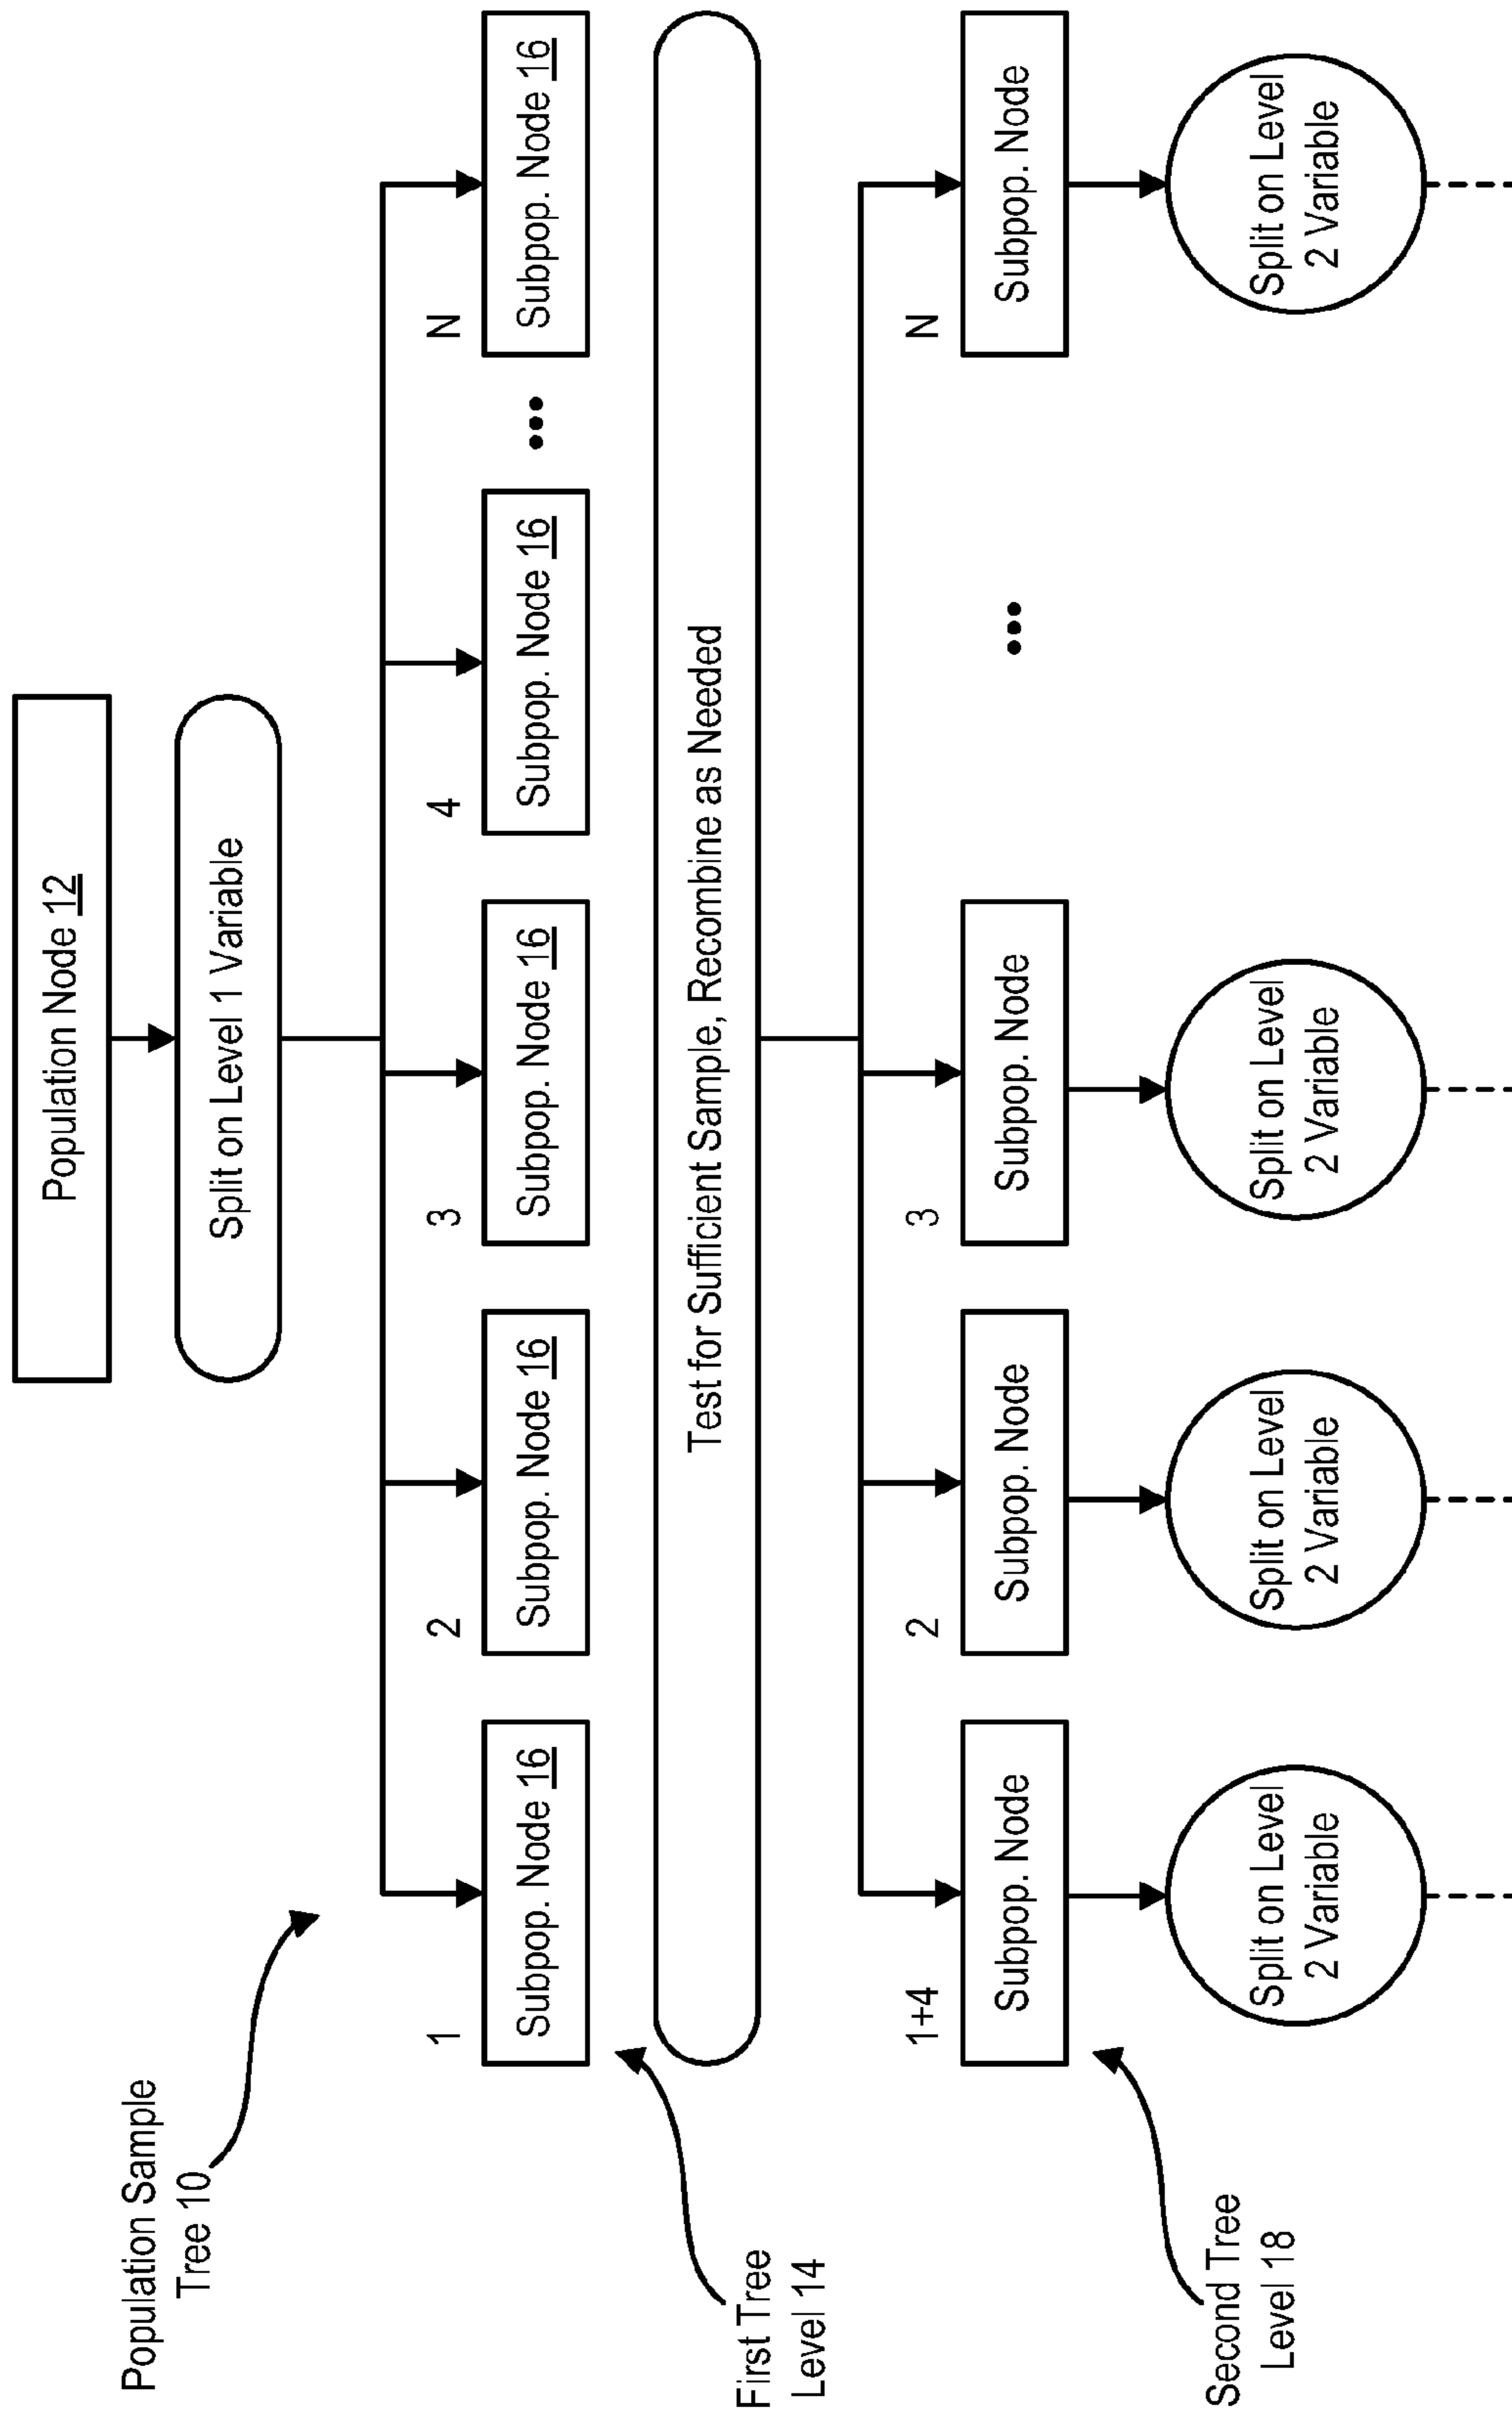 Population Sample
Tree 10
Population Node 12
Split on Level 1 Variable
1
2
3
4
N
Subpop. Node 16
Subpop. Node 16
Subpop. Node 16
Subpop. Node 16
•••
Subpop. Node 16
First Tree
Level 14
Test for Sufficient Sample, Recombine as Needed
1+4
2
3
N
Subpop. Node
Subpop. Node
Subpop. Node
•••
Subpop. Node
Second Tree
Level 18
Split on Level
2 Variable
Split on Level
2 Variable
Split on Level
2 Variable
Split on Level
2 Variable